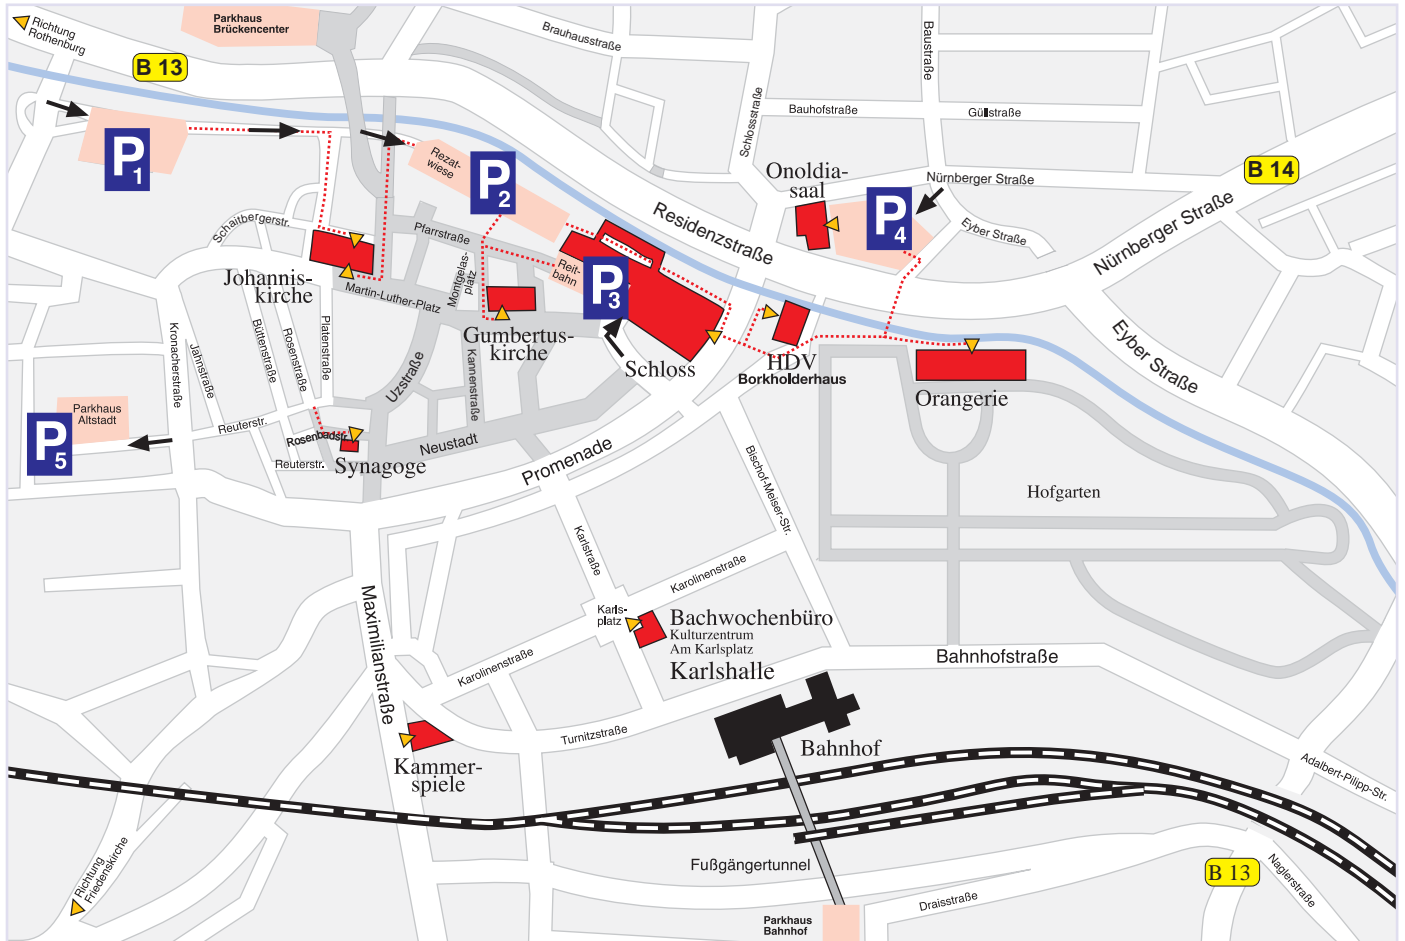 Richtung
Rothenburg
B 13
Parkhaus
Brückencenter
Brauhausstraße
Baustraße
Schlossstraße
Bauhofstraße
Güllstraße
P1
Rezat-
wiese
P2
Onoldia-
saal
P4
Nürnberger Straße
B 14
Eyber Straße
Nürnberger Straße
Residenzstraße
Schaitbergerstr.
Pfarrstraße
Montgelas-
platz
Reit-
bahn
P3
Johannis-
kirche
Martin-Luther-Platz
Gumbertus-
kirche
Schloss
HDV
Borkholderhaus
Orangerie
Eyber Straße
Kronacherstraße
Jahnstraße
Büttenstraße
Rosenstraße
Platenstraße
Uzstraße
Kannenstraße
Parkhaus
Altstadt
P5
Reuterstr.
Rosenbadstr.
Reuterstr.
Synagoge
Neustadt
Promenade
Bischof-Meiser-Str.
Hofgarten
Karlstraße
Karolinenstraße
Karls-
platz
Bachwochenbüro
Kulturzentrum
Am Karlsplatz
Karlshalle
Maximilianstraße
Karolinenstraße
Bahnhofstraße
Turnitzstraße
Bahnhof
Kammer-
spiele
Adalbert-Pilipp-Str.
Richtung
Friedenskirche
Fußgängertunnel
B 13
Naglerstraße
Draisstraße
Parkhaus
Bahnhof